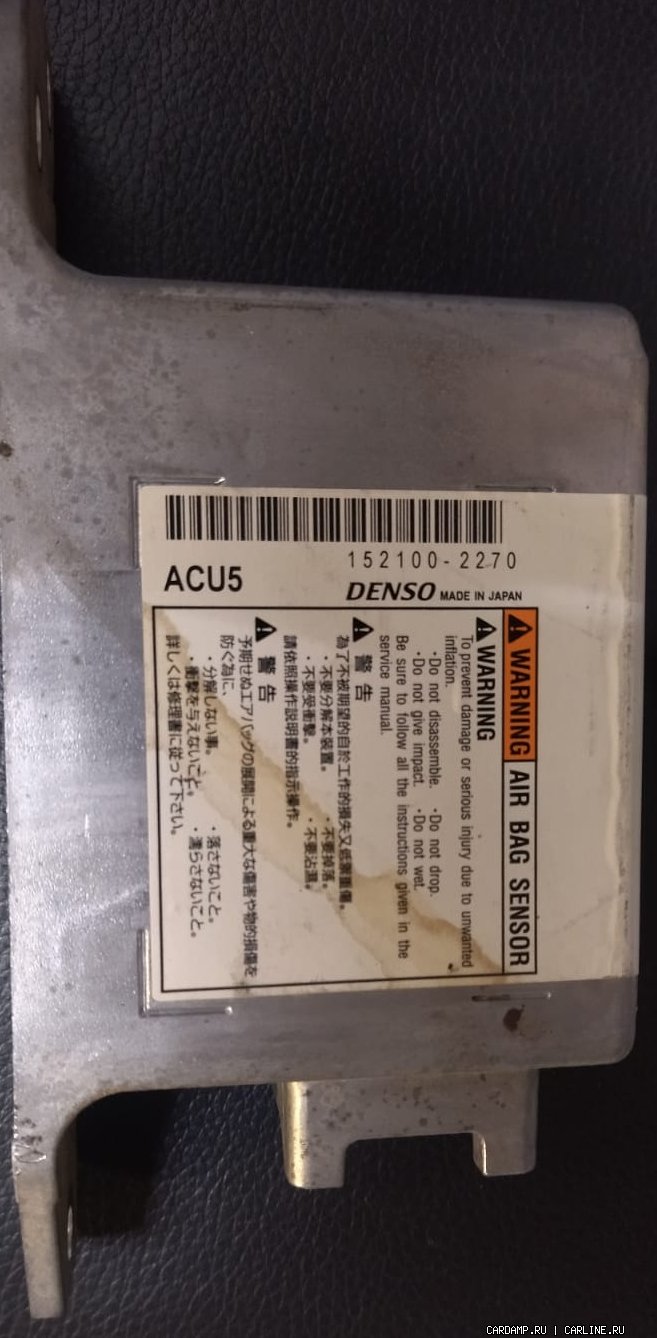 152100-2270
ACU5
DENSO MADE IN JAPAN
WARNING AIR BAG SENSOR
WARNING
To prevent damage or serious injury due to unwanted
inflation.
・Do not disassemble. ・Do not drop.
・Do not give impact. ・Do not wet.
Be sure to follow all the instructions given in the
service manual.
警告
為了不被期望的自於工作的損失又低察重傷。
・不要分解本裝置。 ・不要掉落。
・不要受衝撃。 ・不要沾濕。
請依照操作説明書的指示操作。
警告
予期せぬエアバッグの展開による重大な傷害や物的損傷を
防ぐ為に、
・分解しない事。 ・落さないこと。
・衝撃を与えないこと。 ・濡らさないこと。
詳しくは修理書に従って下さい。
CARDAMP.RU | CARLINE.RU